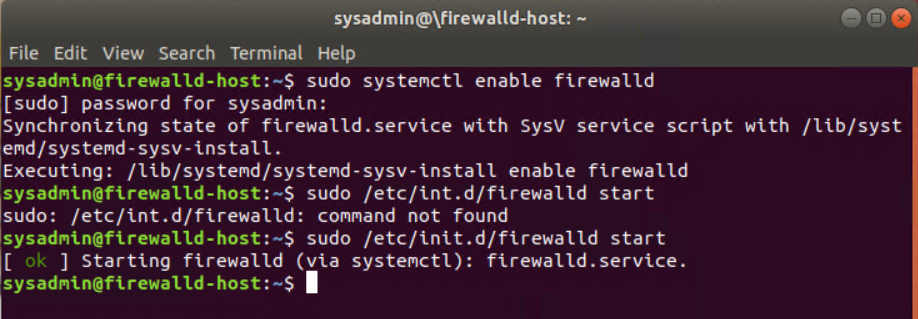 sysadmin@\firewalld-host: ~
File Edit View Search Terminal Help
sysadmin@firewalld-host:~$ sudo systemctl enable firewalld
[sudo] password for sysadmin:
Synchronizing state of firewalld.service with SysV service script with /lib/syst
emd/systemd-sysv-install.
Executing: /lib/systemd/systemd-sysv-install enable firewalld
sysadmin@firewalld-host:~$ sudo /etc/int.d/firewalld start
sudo: /etc/int.d/firewalld: command not found
sysadmin@firewalld-host:~$ sudo /etc/init.d/firewalld start
[ ok ] Starting firewalld (via systemctl): firewalld.service.
sysadmin@firewalld-host:~$